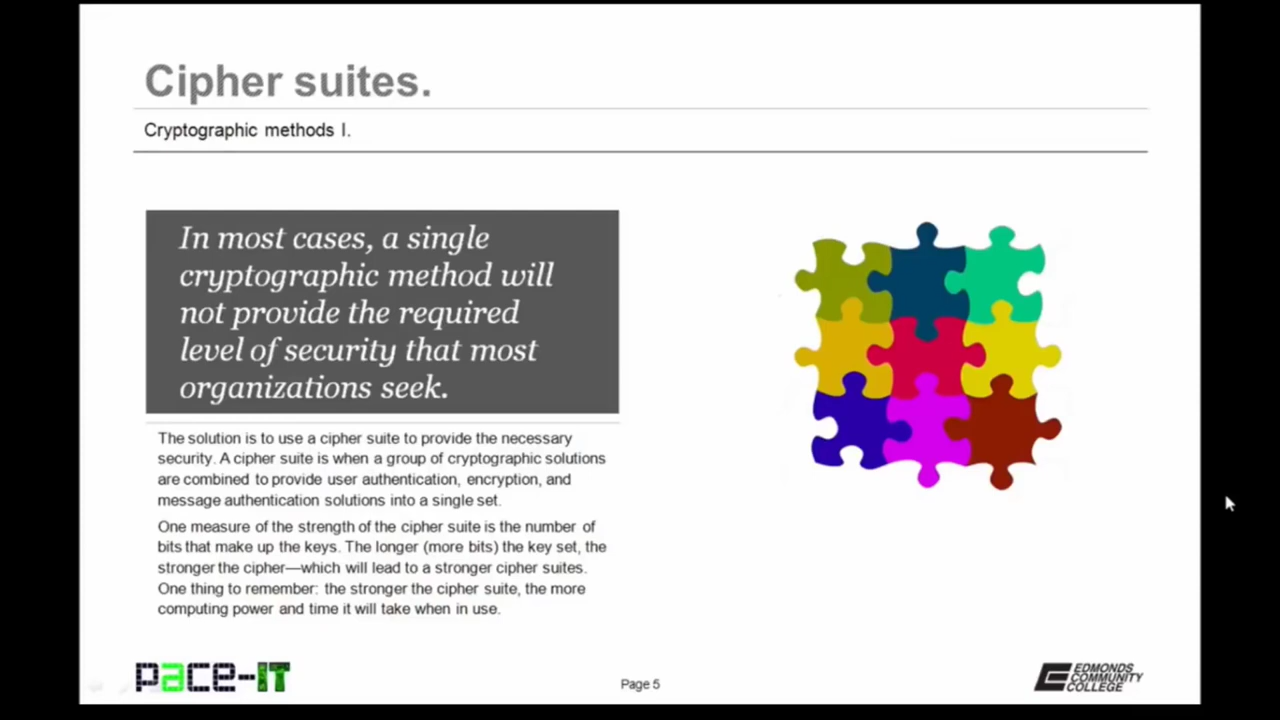 Cipher suites.
Cryptographic methods I.
In most cases, a single
cryptographic method will
not provide the required
level of security that most
organizations seek.
The solution is to use a cipher suite to provide the necessary
security. A cipher suite is when a group of cryptographic solutions
are combined to provide user authentication, encryption, and
message authentication solutions into a single set.
One measure of the strength of the cipher suite is the number of
bits that make up the keys. The longer (more bits) the key set, the
stronger the cipher—which will lead to a stronger cipher suites.
One thing to remember: the stronger the cipher suite, the more
computing power and time it will take when in use.
pace-IT
Page 5
EDMONDS
COMMUNITY
COLLEGE